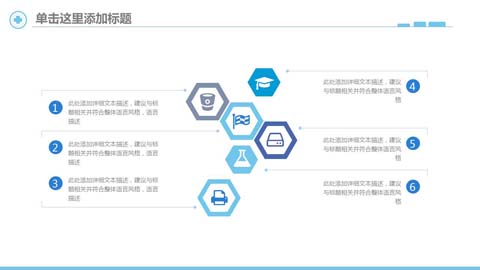 单击这里添加标题
1
此处添加详细文本描述，建议与
标题相关并符合整体语言风格，语言
描述
2
此处添加详细文本描述，建议与
标题相关并符合整体语言风格，语言
描述
3
此处添加详细文本描述，建议与
标题相关并符合整体语言风格，语言
描述
4
此处添加详细文本描述，建议
与标题相关并符合整体语言风
格
5
此处添加详细文本描述，建议
与标题相关并符合整体语言风
格
6
此处添加详细文本描述，建议
与标题相关并符合整体语言风
格